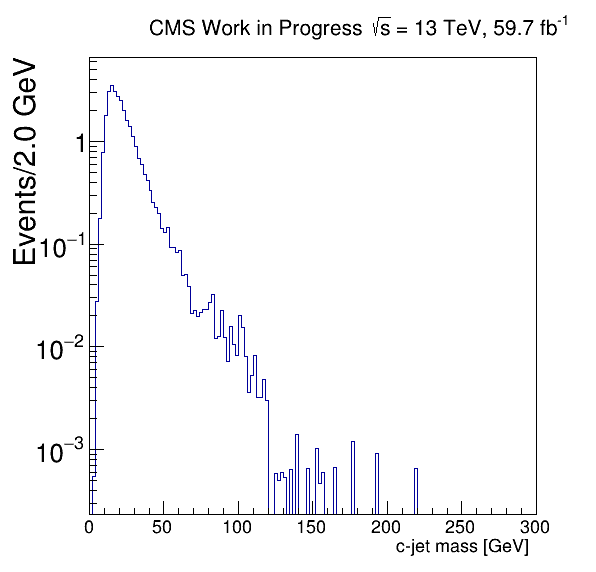 CMS Work in Progress √s = 13 TeV, 59.7 fb⁻¹
Events/2.0 GeV
1
10⁻¹
10⁻²
10⁻³
0 50 100 150 200 250 300
c-jet mass [GeV]